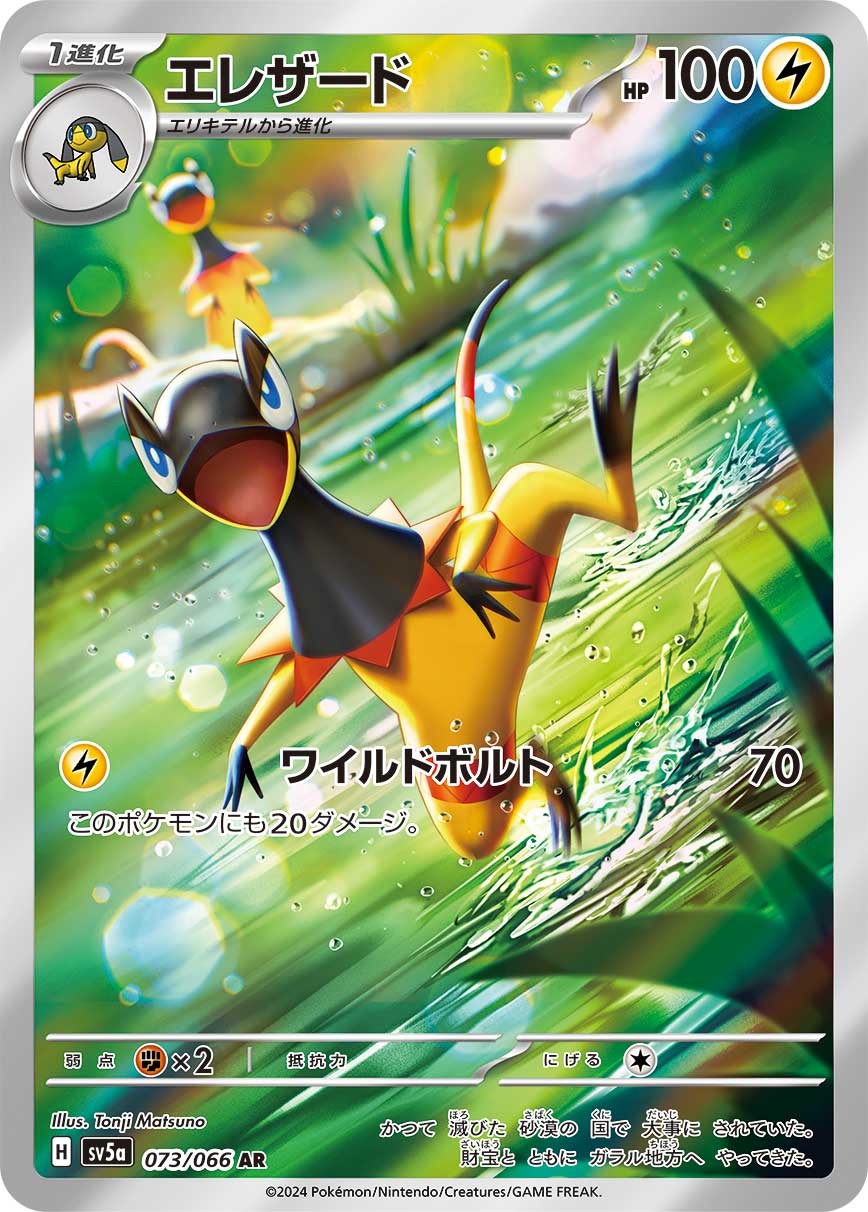 1進化
エレザード
HP 100
エリキテルから進化
ワイルドボルト 70
このポケモンにも20ダメージ。
弱点 ×2 抵抗力 にげる
Illus. Tonji Matsuno
H sv5a 073/066 AR
かつて 滅びた 砂漠の 国で 大事に されていた。
財宝と ともに ガラル地方へ やってきた。
©2024 Pokémon/Nintendo/Creatures/GAME FREAK.